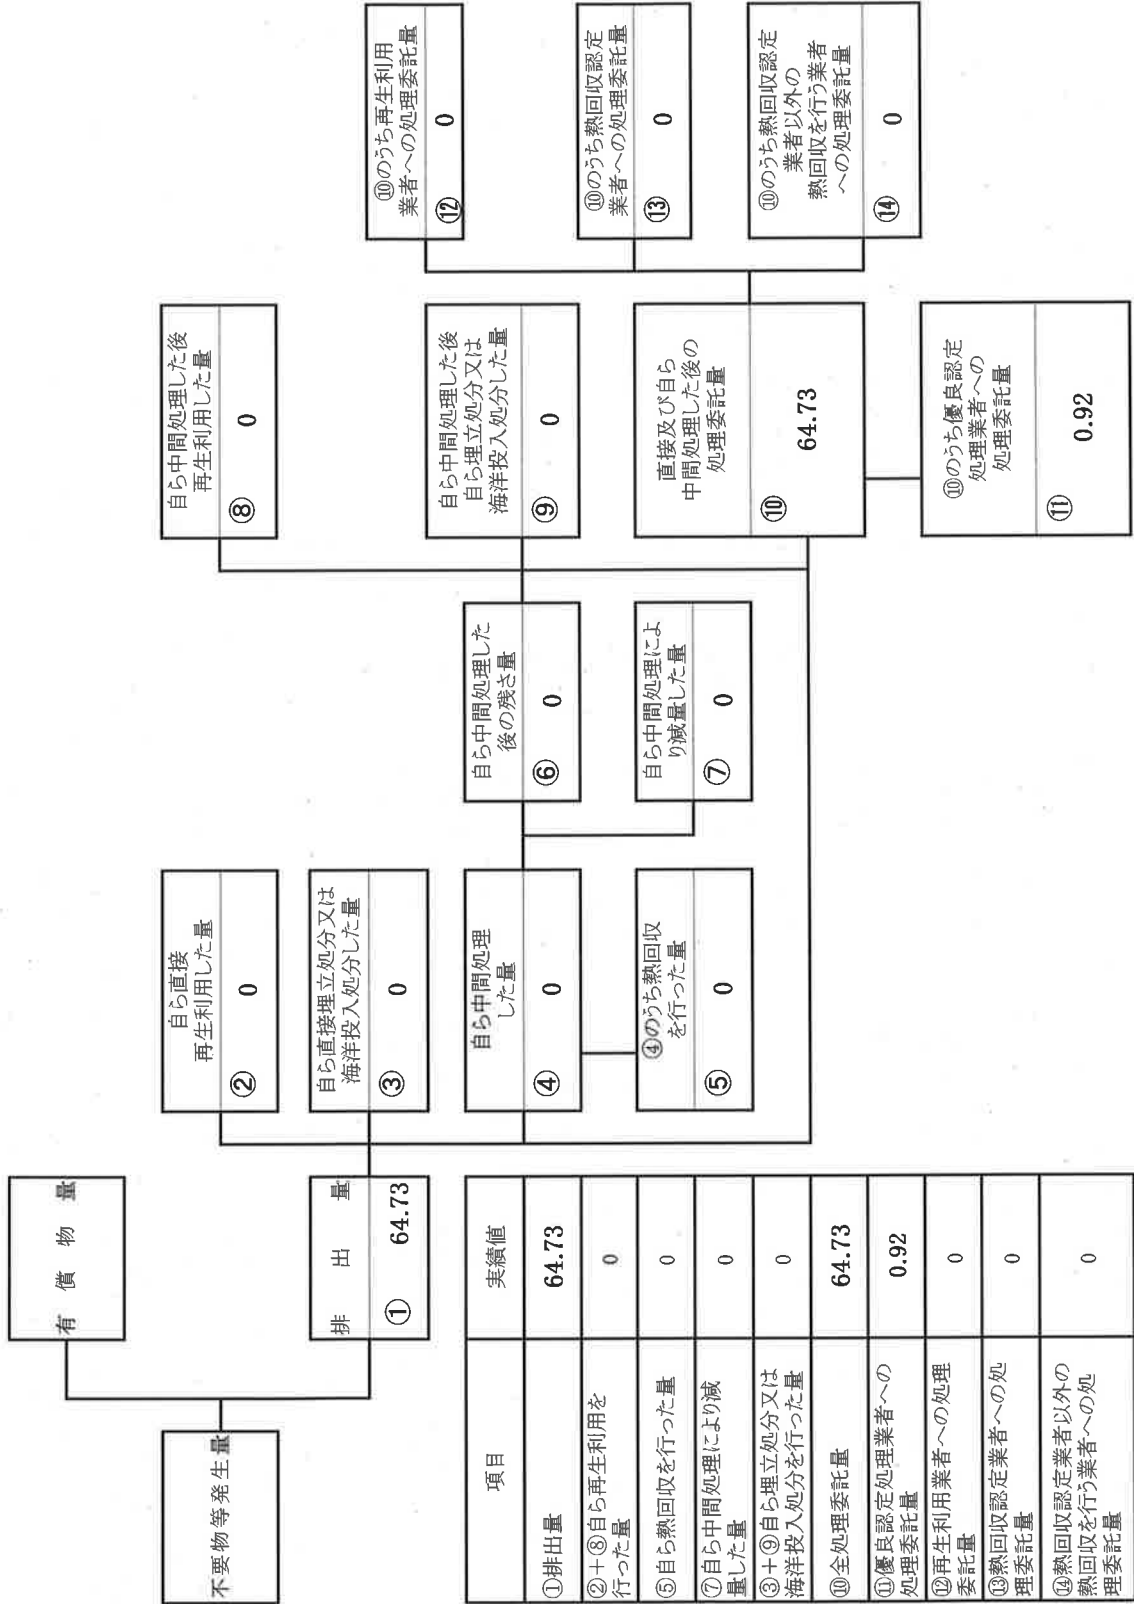 不要物等発生量
有償物量
排出量
① 64.73
自ら直接
再生利用した量
② 0
自ら直接埋立処分又は
海洋投入処分した量
③ 0
自ら中間処理
した量
④ 0
④のうち熱回収
を行った量
⑤ 0
自ら中間処理した
後の残さ量
⑥ 0
自ら中間処理によ
り減量した量
⑦ 0
自ら中間処理した後
再生利用した量
⑧ 0
自ら中間処理した後
自ら埋立処分又は
海洋投入処分した量
⑨ 0
直接及び自ら
中間処理した後の
処理委託量
⑩ 64.73
⑩のうち優良認定
処理業者への
処理委託量
⑪ 0.92
⑩のうち再生利用
業者への処理委託量
⑫ 0
⑩のうち熱回収認定
業者への処理委託量
⑬ 0
⑩のうち熱回収認定
業者以外の
熱回収を行う業者
への処理委託量
⑭ 0
項目 実績値
①排出量 64.73
②+⑧自ら再生利用を
行った量 0
⑤自ら熱回収を行った量 0
⑦自ら中間処理により減
量した量 0
③+⑨自ら埋立処分又は
海洋投入処分を行った量 0
⑩全処理委託量 64.73
⑪優良認定処理業者への
処理委託量 0.92
⑫再生利用業者への処理
委託量 0
⑬熱回収認定業者への処
理委託量 0
⑭熱回収認定業者以外の
熱回収を行う業者への処
理委託量 0